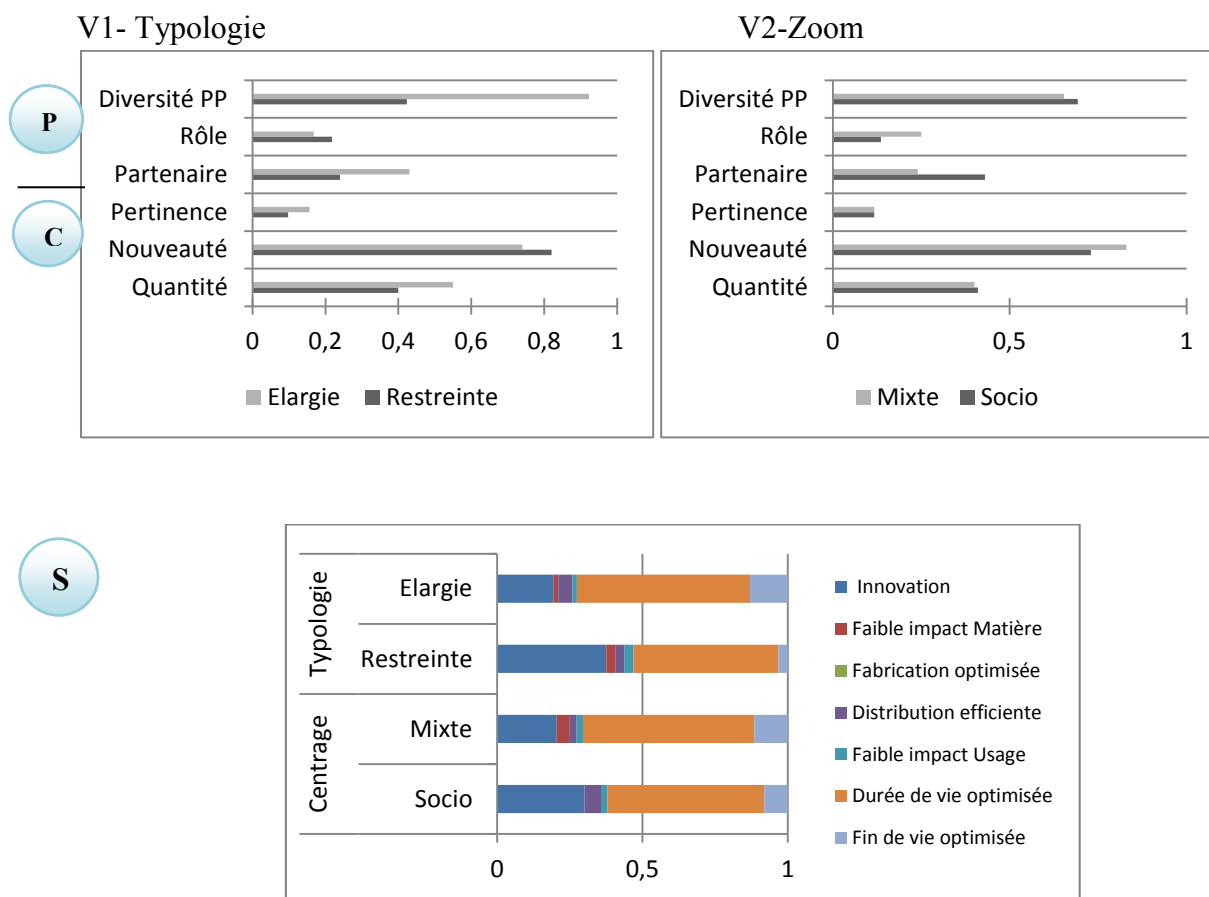 V1- Typologie
V2-Zoom
P
C
Diversité PP
Rôle
Partenaire
Pertinence
Nouveauté
Quantité
0 0,2 0,4 0,6 0,8 1
Elargie Restreinte
Diversité PP
Rôle
Partenaire
Pertinence
Nouveauté
Quantité
0 0,5 1
Mixte Socio
S
Typologie
Elargie
Restreinte
Centrage
Mixte
Socio
0 0,5 1
Innovation
Faible impact Matière
Fabrication optimisée
Distribution efficiente
Faible impact Usage
Durée de vie optimisée
Fin de vie optimisée